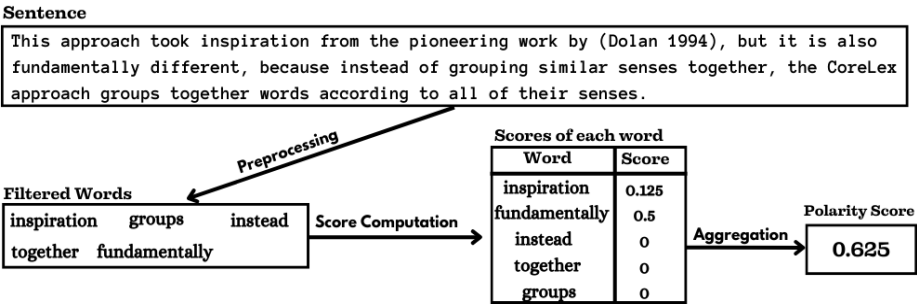 Sentence
This approach took inspiration from the pioneering work by (Dolan 1994), but it is also
fundamentally different, because instead of grouping similar senses together, the CoreLex
approach groups together words according to all of their senses.
Preprocessing
Filtered Words
inspiration groups instead
together fundamentally
Score Computation
Scores of each word
Word Score
inspiration 0.125
fundamentally 0.5
instead 0
together 0
groups 0
Aggregation
Polarity Score
0.625